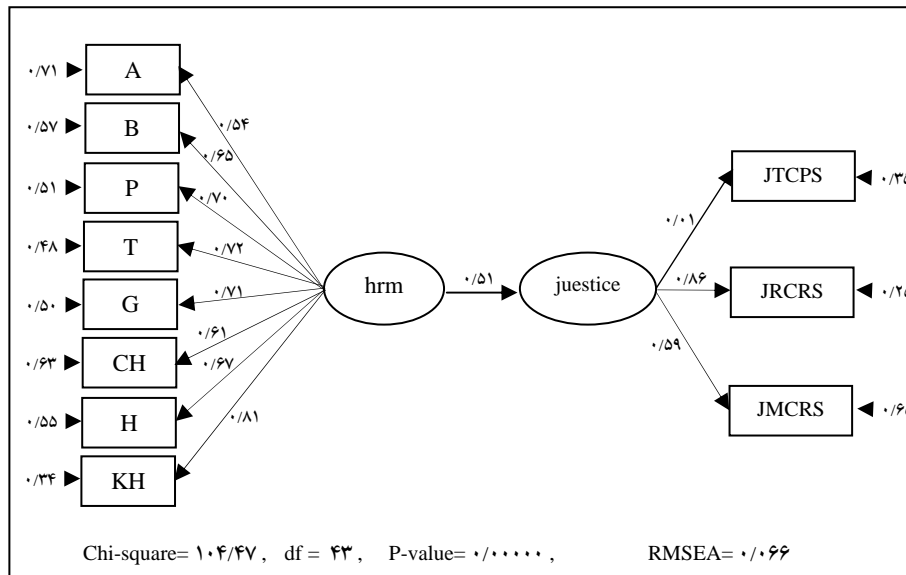 ۰/۷۱ A ۰/۵۴
۰/۵۷ B ۰/۶۵
۰/۵۱ P ۰/۷۰
۰/۴۸ T ۰/۷۲
۰/۵۰ G ۰/۷۱
۰/۶۳ CH ۰/۶۱
۰/۵۵ H ۰/۶۷
۰/۳۴ KH ۰/۸۱
hrm ۰/۵۱ juestice
۰/۰۱ JTCPS
۰/۸۶ JRCRS
۰/۵۹ JMCRS
Chi-square= ۱۰۴/۴۷ , df = ۴۳ , P-value= ۰/۰۰۰۰۰ , RMSEA= ۰/۰۶۶